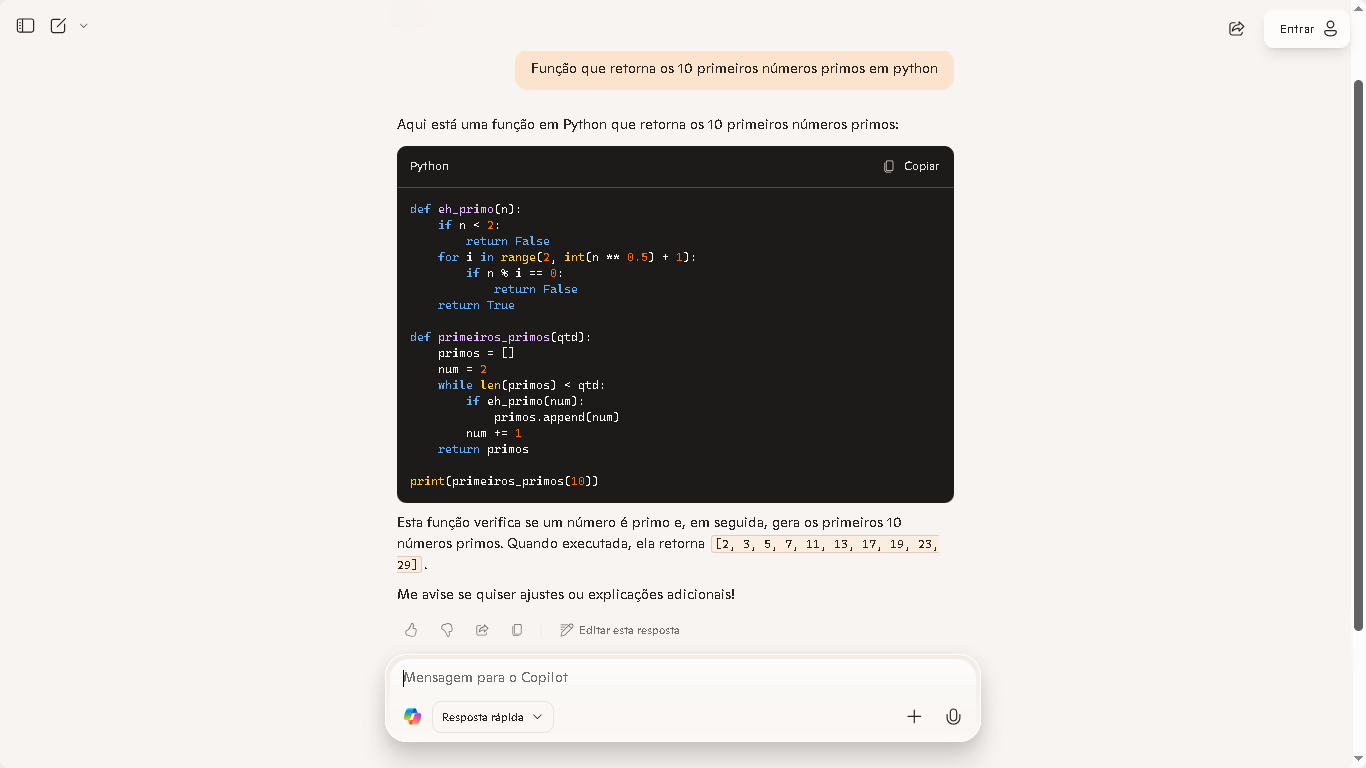 Entrar
Função que retorna os 10 primeiros números primos em python
Aqui está uma função em Python que retorna os 10 primeiros números primos:
Python
Copiar
def eh_primo(n):
    if n < 2:
        return False
    for i in range(2, int(n ** 0.5) + 1):
        if n % i == 0:
            return False
    return True

def primeiros_primos(qtd):
    primos = []
    num = 2
    while len(primos) < qtd:
        if eh_primo(num):
            primos.append(num)
        num += 1
    return primos

print(primeiros_primos(10))
Esta função verifica se um número é primo e, em seguida, gera os primeiros 10
números primos. Quando executada, ela retorna [2, 3, 5, 7, 11, 13, 17, 19, 23,
29] .
Me avise se quiser ajustes ou explicações adicionais!
Editar esta resposta
Mensagem para o Copilot
Resposta rápida